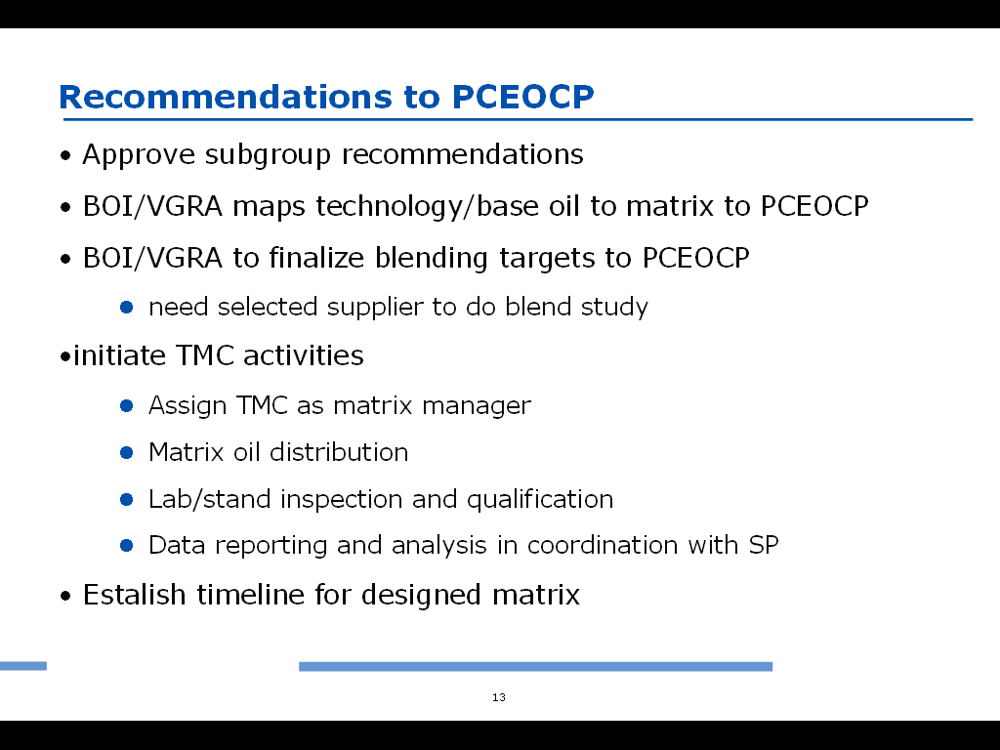 Recommendations to PCEOCP
• Approve subgroup recommendations
• BOI/VGRA maps technology/base oil to matrix to PCEOCP
• BOI/VGRA to finalize blending targets to PCEOCP
● need selected supplier to do blend study
•initiate TMC activities
● Assign TMC as matrix manager
● Matrix oil distribution
● Lab/stand inspection and qualification
● Data reporting and analysis in coordination with SP
• Estalish timeline for designed matrix
13